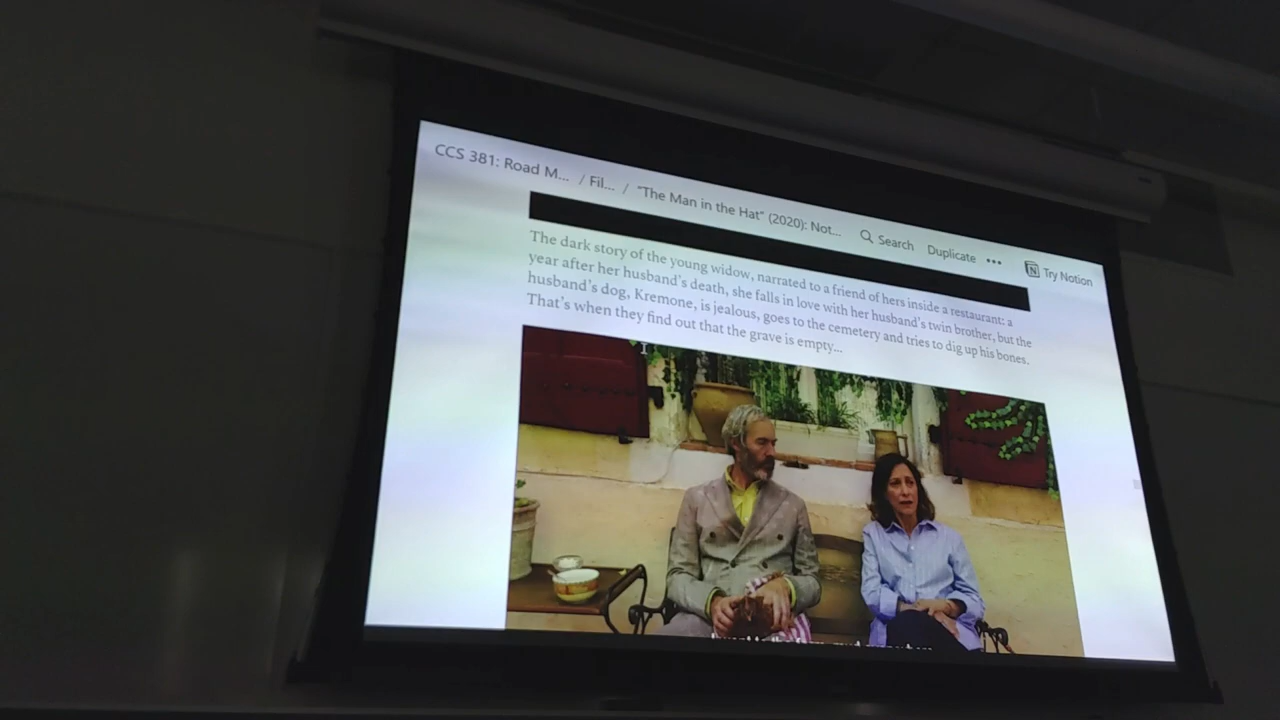 CCS 381: Road M... / Fil... / "The Man in the Hat" (2020): Not... Search Duplicate ••• Try Notion
The dark story of the young widow, narrated to a friend of hers inside a restaurant: a
year after her husband's death, she falls in love with her husband's twin brother, but the
husband's dog, Kremone, is jealous, goes to the cemetery and tries to dig up his bones.
That's when they find out that the grave is empty...